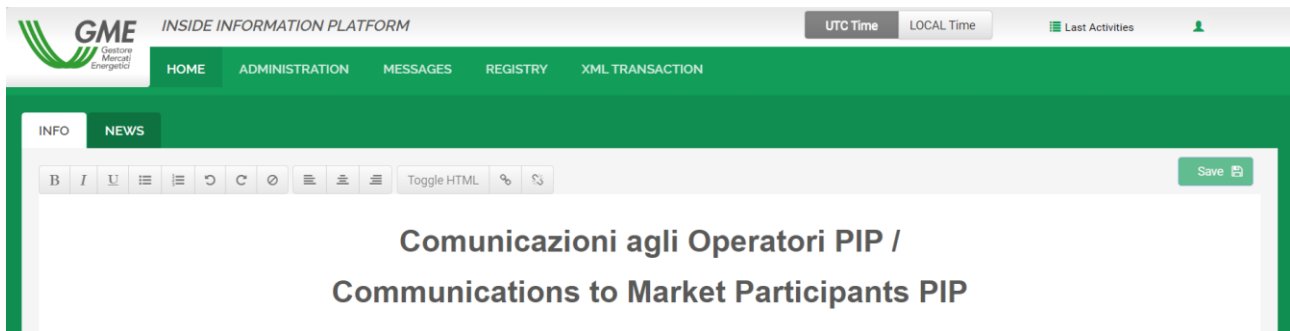 GME
Gestore
Mercati
Energetici
INSIDE INFORMATION PLATFORM
UTC Time LOCAL Time
Last Activities
HOME ADMINISTRATION MESSAGES REGISTRY XML TRANSACTION
INFO NEWS
B I U Toggle HTML
Save
Comunicazioni agli Operatori PIP /
Communications to Market Participants PIP